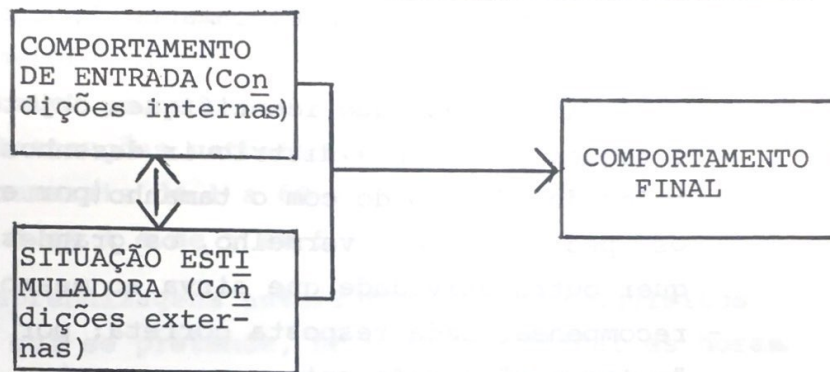 COMPORTAMENTO
DE ENTRADA(Con
dições internas)
SITUAÇÃO ESTI
MULADORA (Con
dições exter-
nas)
COMPORTAMENTO
FINAL